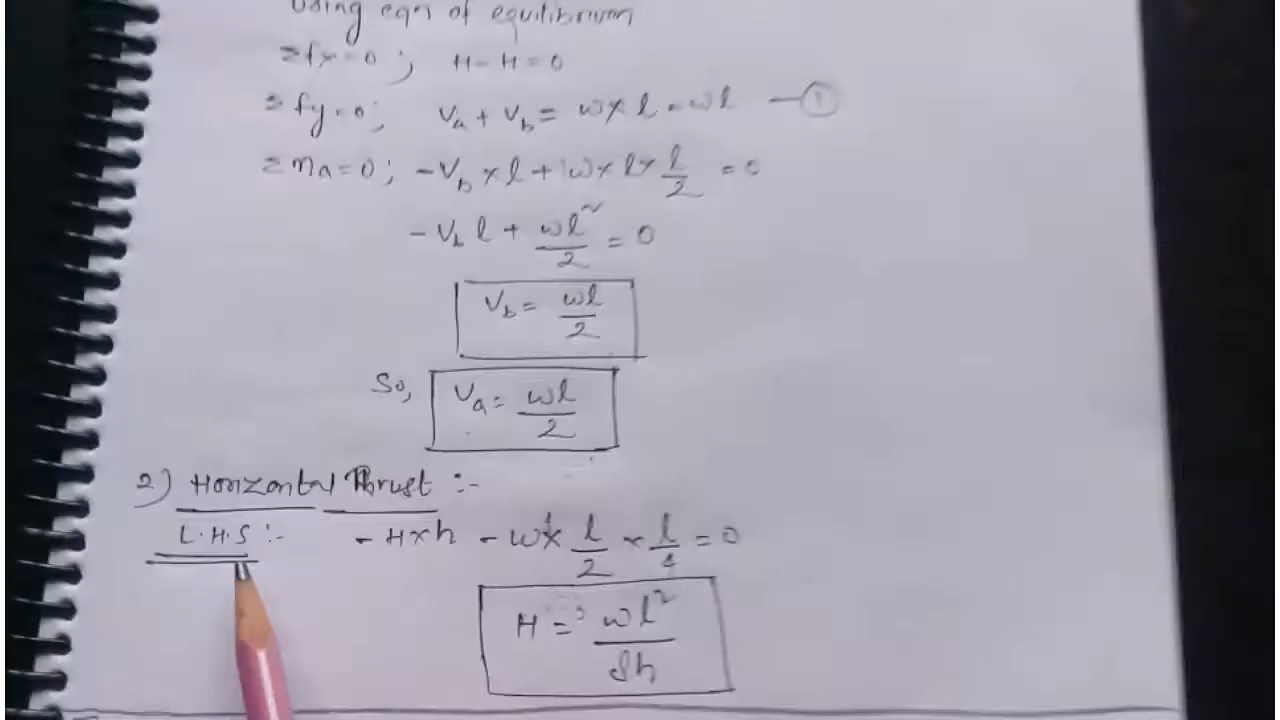 Using eqn of equilibrium
Σfx=0; H-H=0
Σfy=0; Va + Vb = w×l = wl —①
Σma=0; -Vb×l + w×l×l/2 = 0
-Vb l + wl²/2 = 0
Vb = wl/2
So, Va = wl/2
2) Horizontal Thrust :-
L.H.S :- -H×h - w×l/2×l/4 = 0
H = wl²/8h